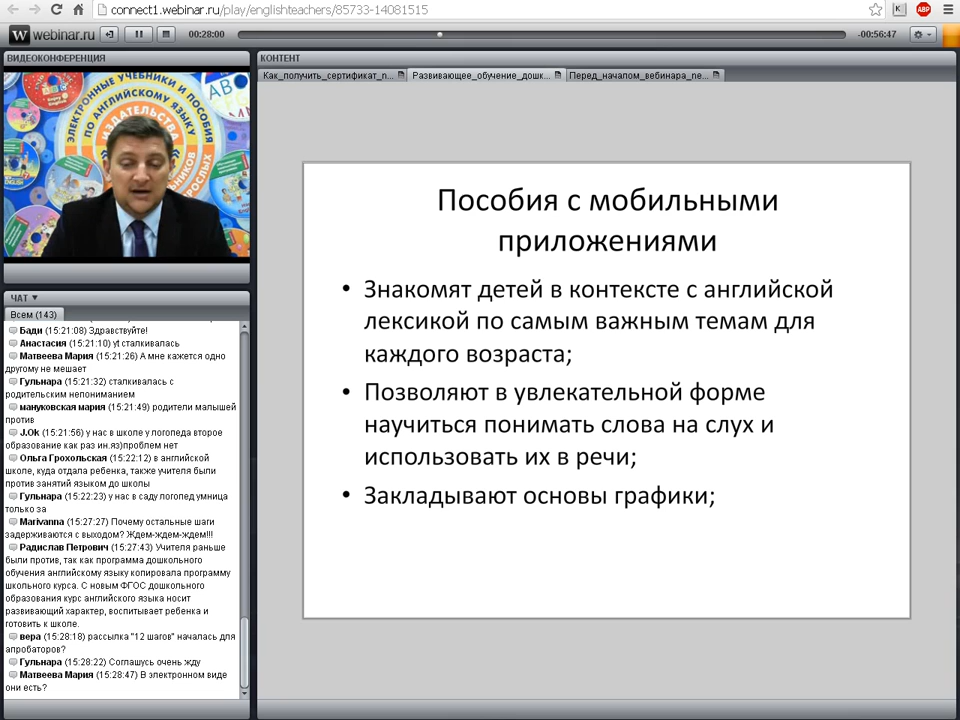 connect1.webinar.ru/play/englishteachers/85733-14081515
webinar.ru
00:28:00
-00:56:47
ВИДЕОКОНФЕРЕНЦИЯ
ЭЛЕКТРОННЫЕ УЧЕБНИКИ И ПОСОБИЯ
ПО АНГЛИЙСКОМУ ЯЗЫКУ
ИЗДАТЕЛЬСТВА
ЧАТ
Всем (143)
Бади (15:21:08) Здравствуйте!
Анастасия (15:21:10) yt сталкивалась
Матвеева Мария (15:21:26) А мне кажется одно
другому не мешает
Гульнара (15:21:32) сталкивалась с
родительским непониманием
мануковская мария (15:21:49) родители малышей
против
J.Ok (15:21:56) у нас в школе у логопеда второе
образование как раз ин.яз)проблем нет
Ольга Грохольская (15:22:12) в английской
школе, куда отдала ребенка, также учителя были
против занятий языком до школы
Гульнара (15:22:23) у нас в саду логопед умница
только за
Marivanna (15:27:27) Почему остальные шаги
задерживаются с выходом? Ждем-ждем-ждем!!!
Радислав Петрович (15:27:43) Учителя раньше
были против, так как программа дошкольного
обучения английскому языку копировала программу
школьного курса. С новым ФГОС дошкольного
образования курс английского языка носит
развивающий характер, воспитывает ребенка и
готовить к школе.
вера (15:28:18) рассылка "12 шагов" началась для
апробаторов?
Гульнара (15:28:22) Соглашусь очень жду
Матвеева Мария (15:28:47) В электронном виде
они есть?
КОНТЕНТ
Как_получить_сертификат_п...
Развивающее_обучение_дошк...
Перед_началом_вебинара_пе...
Пособия с мобильными
приложениями
• Знакомят детей в контексте с английской
лексикой по самым важным темам для
каждого возраста;
• Позволяют в увлекательной форме
научиться понимать слова на слух и
использовать их в речи;
• Закладывают основы графики;